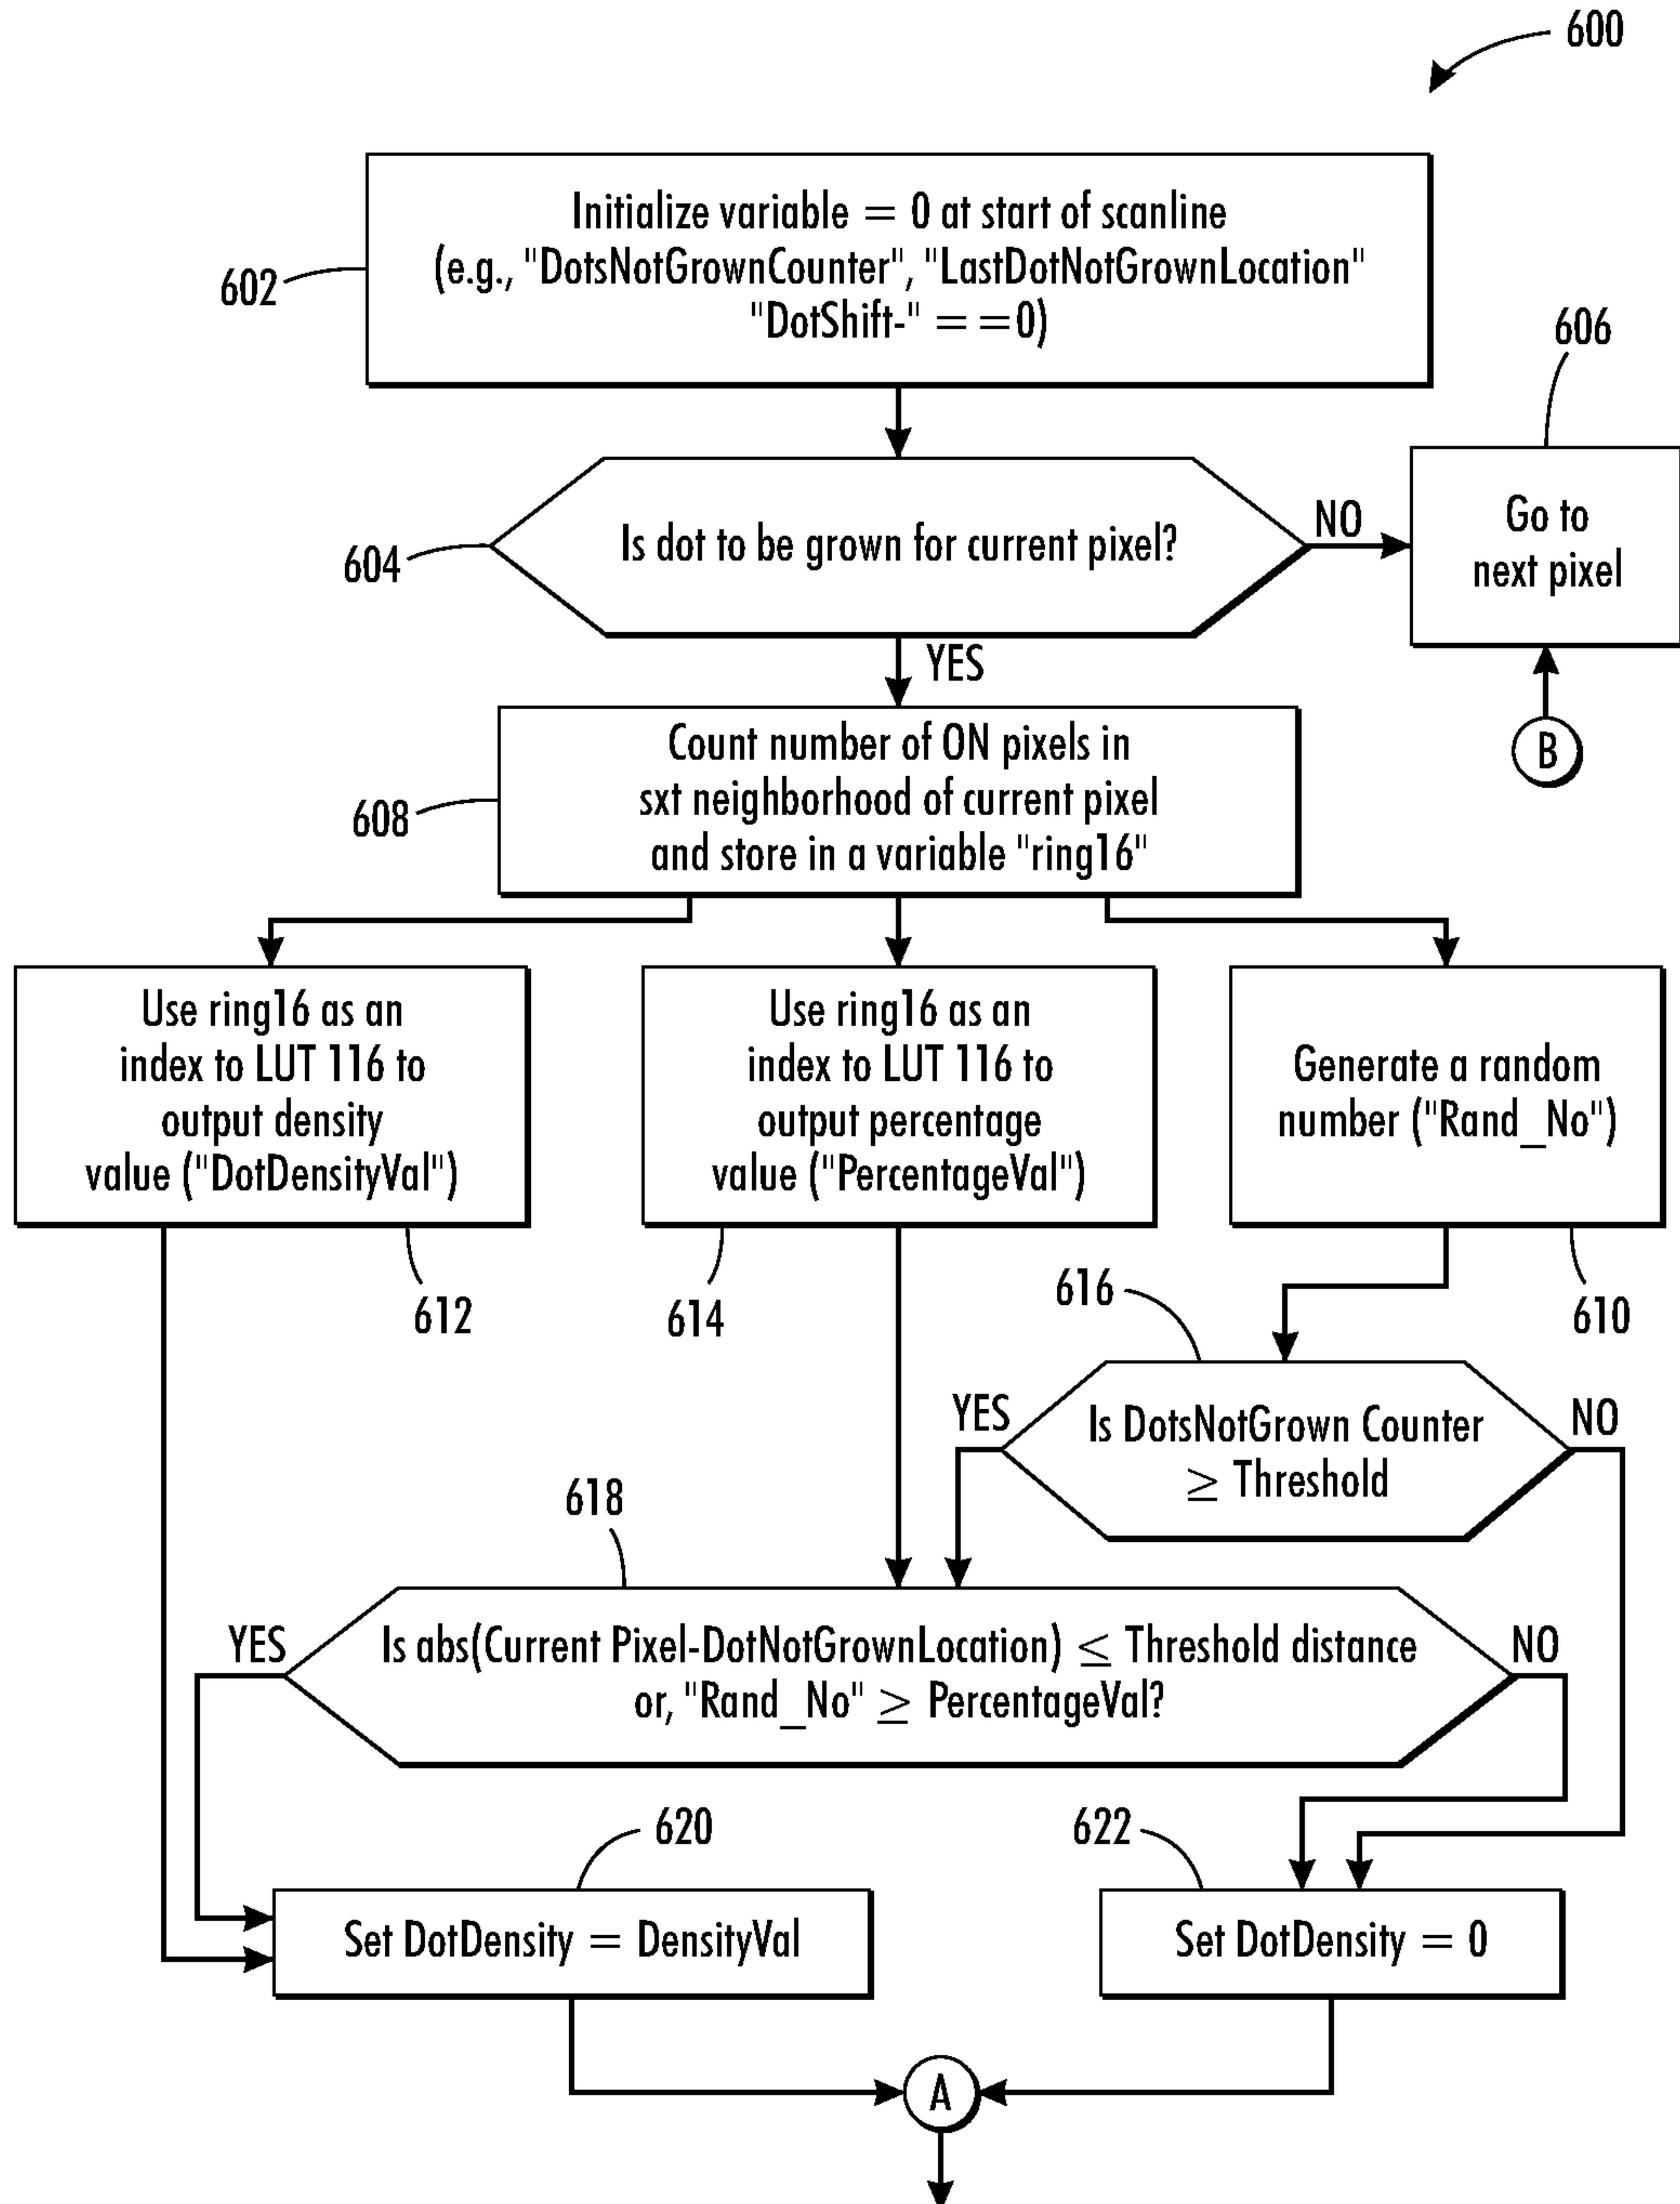 600
Initialize variable = 0 at start of scanline
(e.g., "DotsNotGrownCounter", "LastDotNotGrownLocation"
"DotShift-" = =0)
602
606
Is dot to be grown for current pixel?
604
NO
Go to
next pixel
YES
B
Count number of ON pixels in
sxt neighborhood of current pixel
and store in a variable "ring16"
608
Use ring16 as an
index to LUT 116 to
output density
value ("DotDensityVal")
612
Use ring16 as an
index to LUT 116 to
output percentage
value ("PercentageVal")
614
Generate a random
number ("Rand_No")
610
616
YES
Is DotsNotGrown Counter
≥ Threshold
NO
618
YES
Is abs(Current Pixel-DotNotGrownLocation) ≤ Threshold distance
or, "Rand_No" ≥ PercentageVal?
NO
620
Set DotDensity = DensityVal
622
Set DotDensity = 0
A